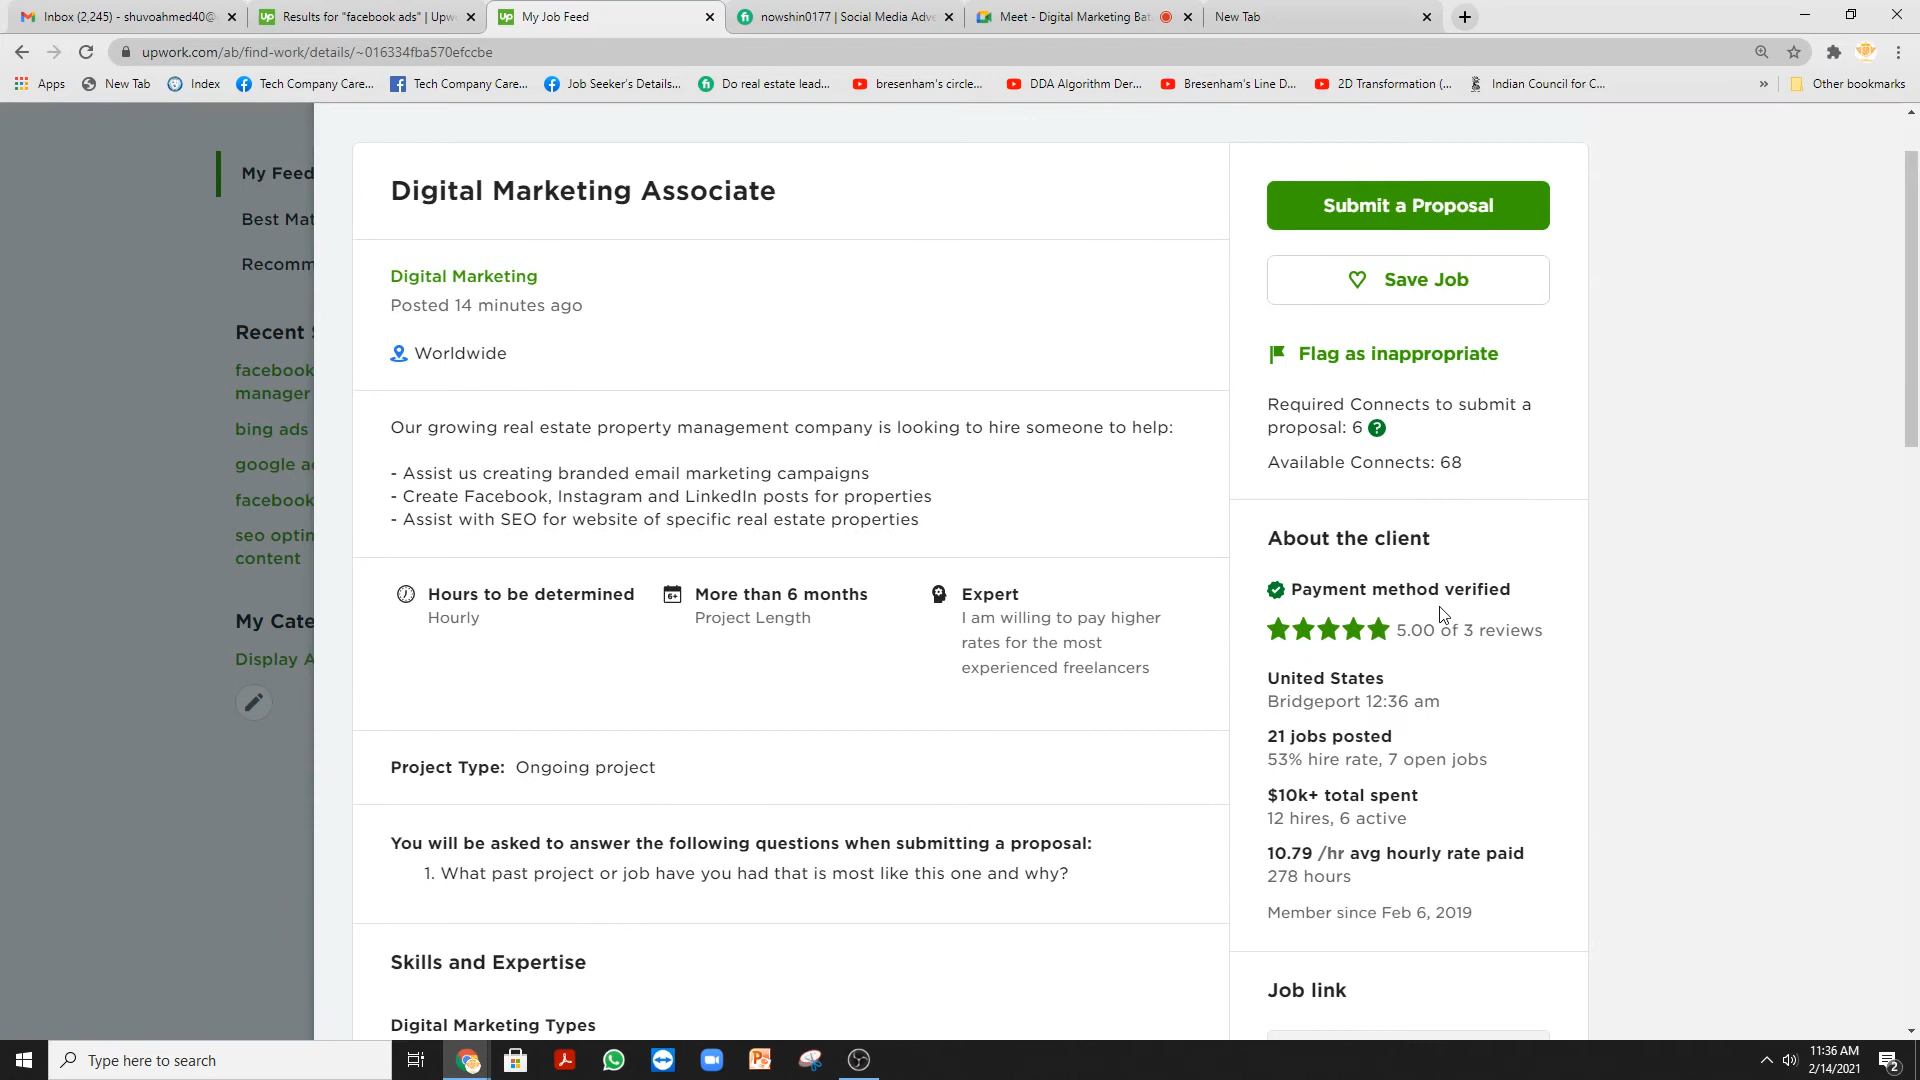 Inbox (2,245) - shuvoahmed40@
Results for "facebook ads" | Upw
My Job Feed
nowshin0177 | Social Media Adve
Meet - Digital Marketing Bat
New Tab
upwork.com/ab/find-work/details/~016334fba570efccbe
Apps
New Tab
Index
Tech Company Care...
Tech Company Care...
Job Seeker's Details...
Do real estate lead...
bresenham's circle...
DDA Algorithm Der...
Bresenham's Line D...
2D Transformation (...
Indian Council for C...
»
Other bookmarks
My Feed
Best Mat
Recomm
Recent
facebook
manager
bing ads
google a
facebook
seo optin
content
My Cate
Display A
Digital Marketing Associate
Digital Marketing
Posted 14 minutes ago
Worldwide
Our growing real estate property management company is looking to hire someone to help:
- Assist us creating branded email marketing campaigns
- Create Facebook, Instagram and LinkedIn posts for properties
- Assist with SEO for website of specific real estate properties
Hours to be determined
Hourly
More than 6 months
Project Length
Expert
I am willing to pay higher
rates for the most
experienced freelancers
Project Type: Ongoing project
You will be asked to answer the following questions when submitting a proposal:
1. What past project or job have you had that is most like this one and why?
Skills and Expertise
Digital Marketing Types
Submit a Proposal
Save Job
Flag as inappropriate
Required Connects to submit a
proposal: 6
Available Connects: 68
About the client
Payment method verified
5.00 of 3 reviews
United States
Bridgeport 12:36 am
21 jobs posted
53% hire rate, 7 open jobs
$10k+ total spent
12 hires, 6 active
10.79 /hr avg hourly rate paid
278 hours
Member since Feb 6, 2019
Job link
Type here to search
11:36 AM
2/14/2021
2